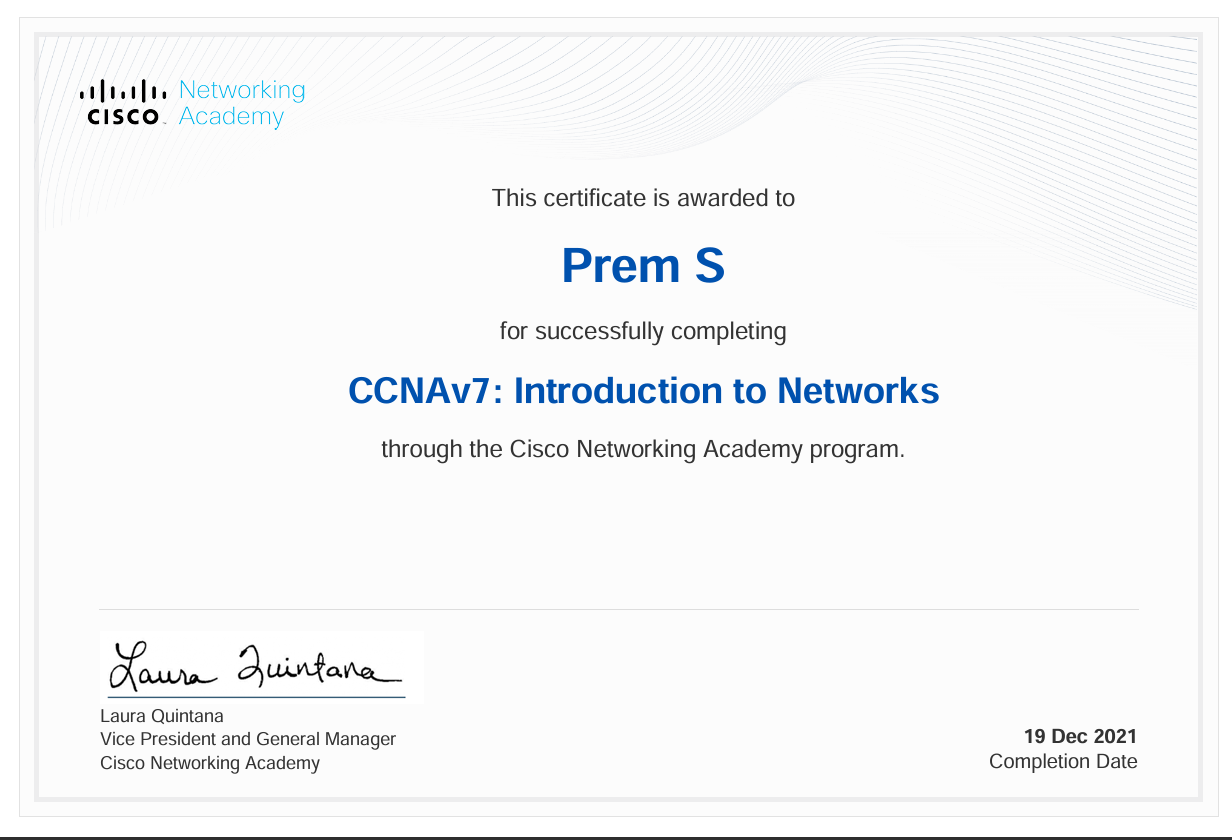 Networking
CISCO Academy
This certificate is awarded to
Prem S
for successfully completing
CCNAv7: Introduction to Networks
through the Cisco Networking Academy program.
Laura Quintana
Laura Quintana
Vice President and General Manager
Cisco Networking Academy
19 Dec 2021
Completion Date